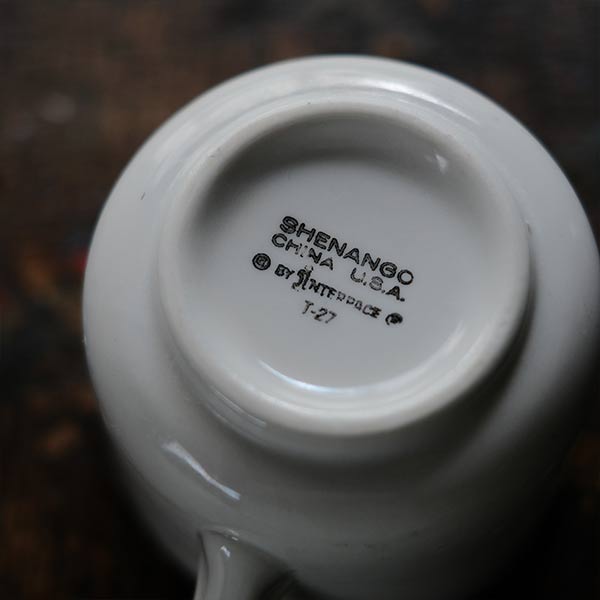 SHENANGO
CHINA U.S.A.
© BY INTERPACE ®
T-27